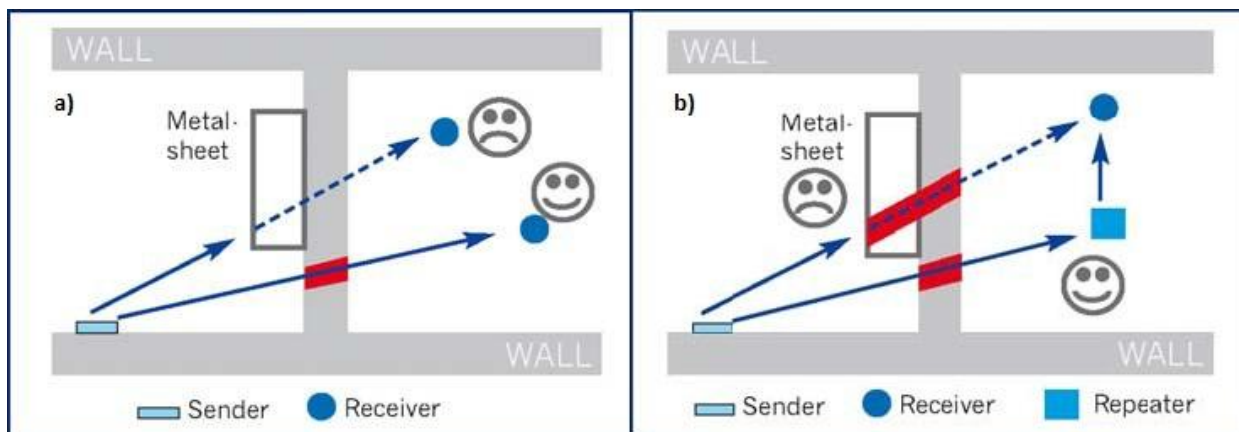 WALL
a)
Metal-
sheet
WALL
Sender
Receiver
WALL
b)
Metal-
sheet
WALL
Sender
Receiver
Repeater